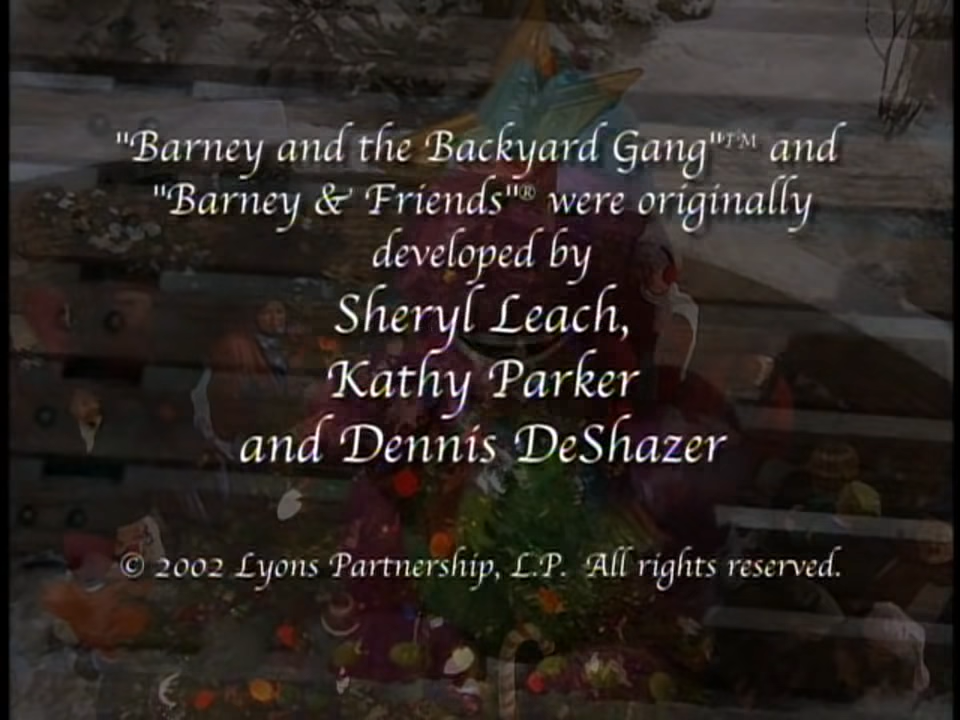 "Barney and the Backyard Gang"™ and
"Barney & Friends"® were originally
developed by
Sheryl Leach,
Kathy Parker
and Dennis DeShazer
© 2002 Lyons Partnership, L.P. All rights reserved.